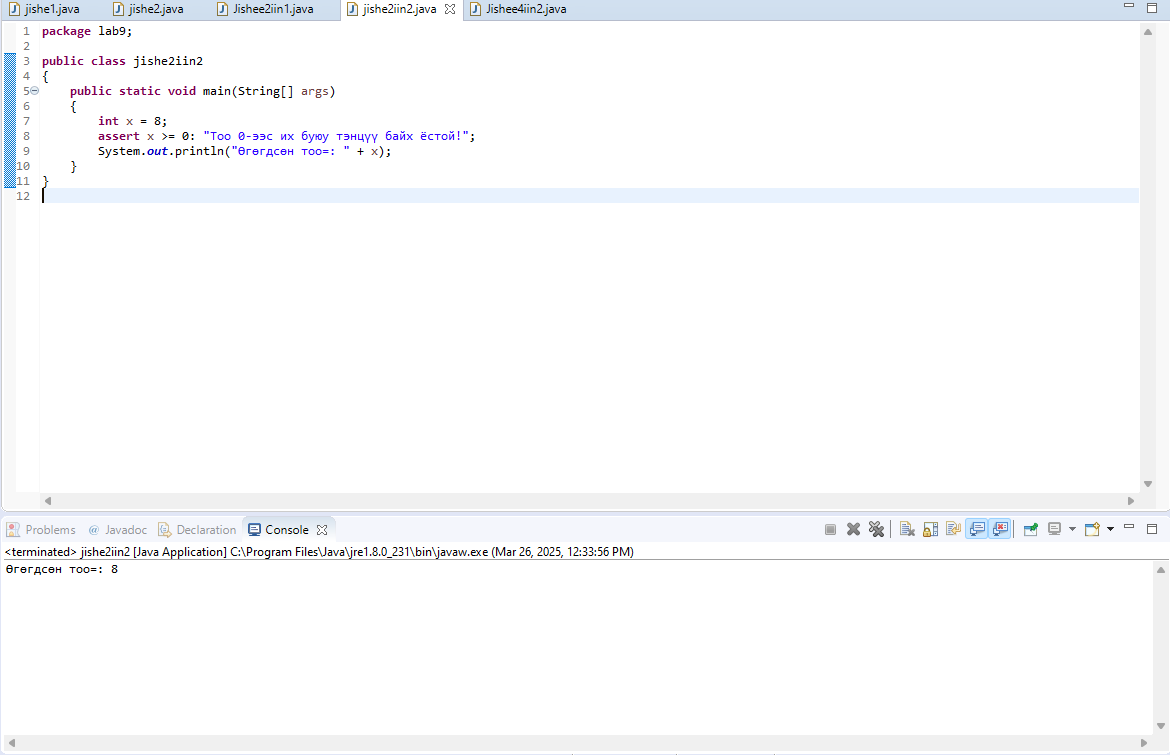 jishe1.java jishe2.java Jishee2iin1.java jishe2iin2.java Jishee4iin2.java
1 package lab9;
2
3 public class jishe2iin2
4 {
5 public static void main(String[] args)
6 {
7 int x = 8;
8 assert x >= 0: "Тоо 0-ээс их буюу тэнцүү байх ёстой!";
9 System.out.println("Өгөгдсөн тоо=: " + x);
10 }
11 }
12
Problems @ Javadoc Declaration Console
<terminated> jishe2iin2 [Java Application] C:\Program Files\Java\jre1.8.0_231\bin\javaw.exe (Mar 26, 2025, 12:33:56 PM)
Өгөгдсөн тоо=: 8